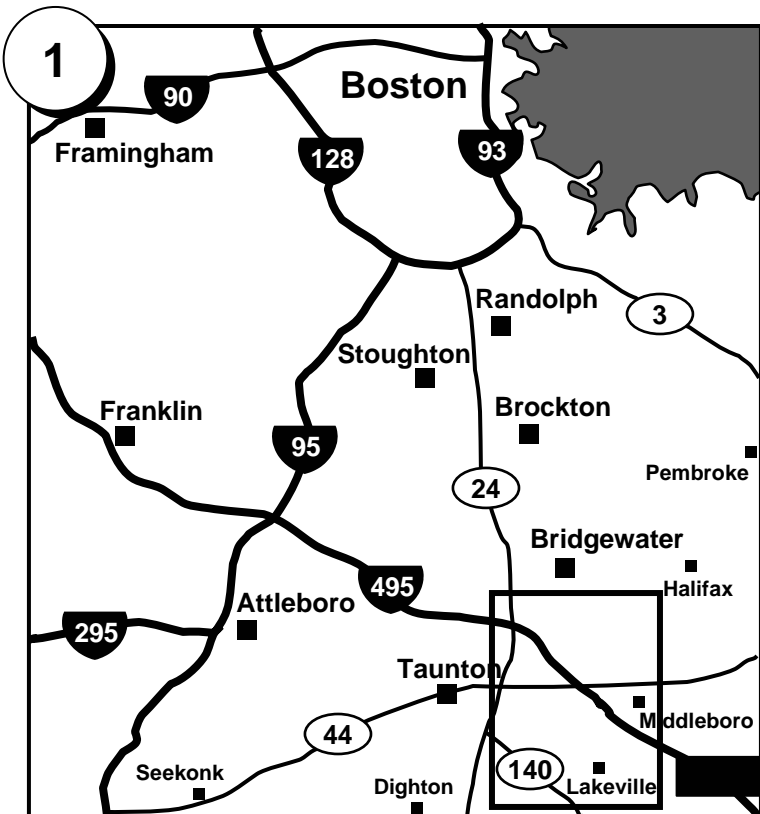 1
Boston
90
Framingham
128
93
Randolph
3
Stoughton
Franklin
Brockton
95
Pembroke
24
Bridgewater
495
Halifax
Attleboro
295
Taunton
Middleboro
44
Seekonk
140
Dighton
Lakeville